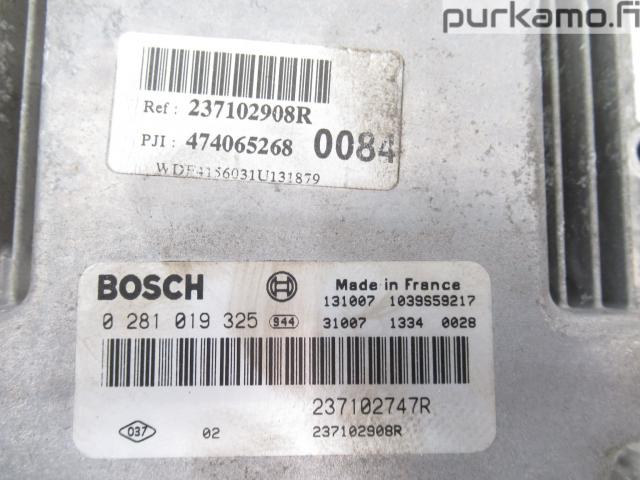 purkamo.fi
Ref : 237102908R
PJI : 474065268 0084
WDF4156031U131879
BOSCH Made in France
131007 1039S59217
0 281 019 325 944 31007 1334 0028
237102747R
037 02 237102908R